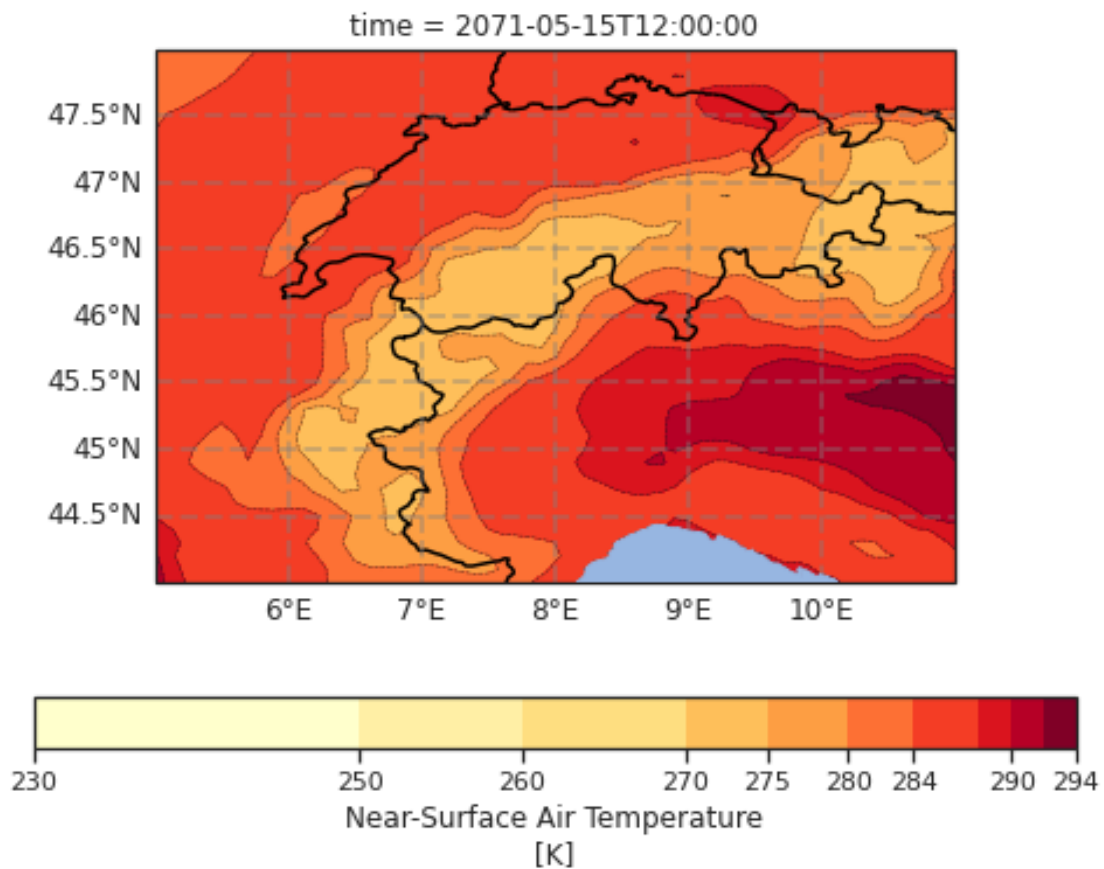 time = 2071-05-15T12:00:00
47.5°N
47°N
46.5°N
46°N
45.5°N
45°N
44.5°N
6°E 7°E 8°E 9°E 10°E
230 250 260 270 275 280 284 290 294
Near-Surface Air Temperature
[K]